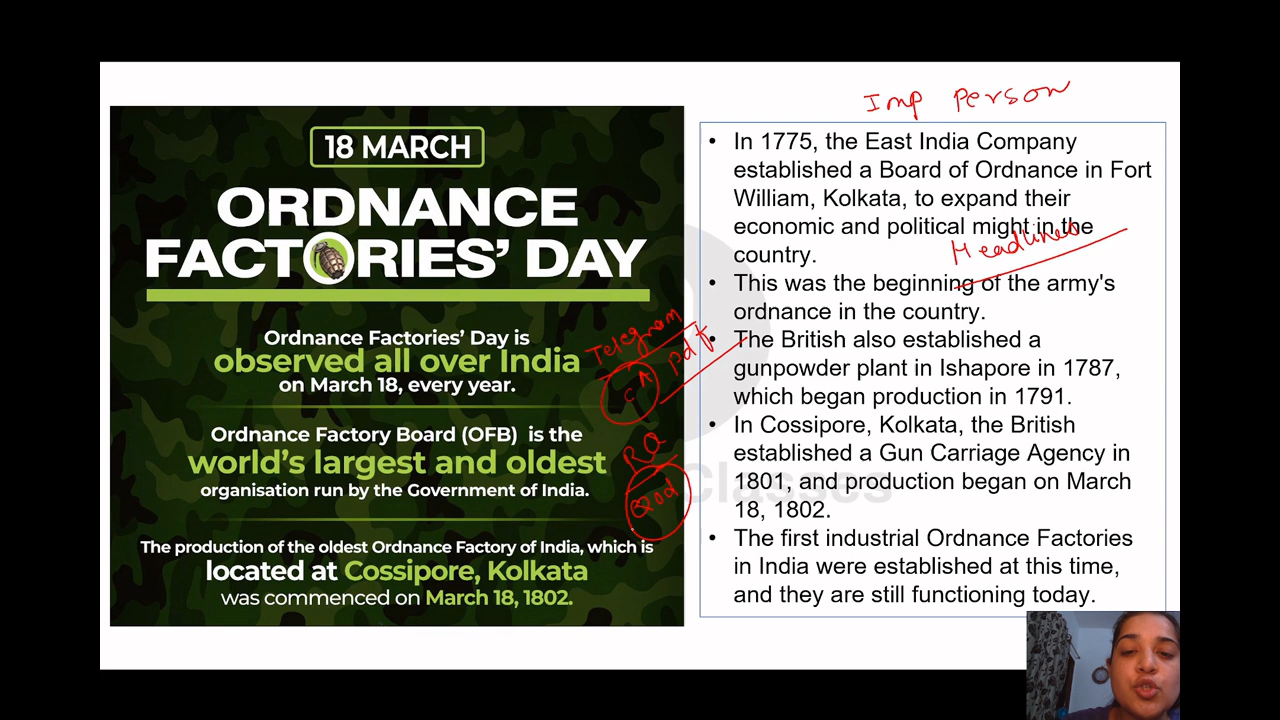 18 MARCH
ORDNANCE
FACTORIES' DAY
Ordnance Factories' Day is
observed all over India
on March 18, every year.
Ordnance Factory Board (OFB) is the
world's largest and oldest
organisation run by the Government of India.
The production of the oldest Ordnance Factory of India, which is
located at Cossipore, Kolkata
was commenced on March 18, 1802.
Telegram
CA pdf
RQ
QOD
Imp Person
• In 1775, the East India Company
established a Board of Ordnance in Fort
William, Kolkata, to expand their
economic and political might in the
country.
Headlines
• This was the beginning of the army's
ordnance in the country.
• The British also established a
gunpowder plant in Ishapore in 1787,
which began production in 1791.
• In Cossipore, Kolkata, the British
established a Gun Carriage Agency in
1801, and production began on March
18, 1802.
• The first industrial Ordnance Factories
in India were established at this time,
and they are still functioning today.
Classes